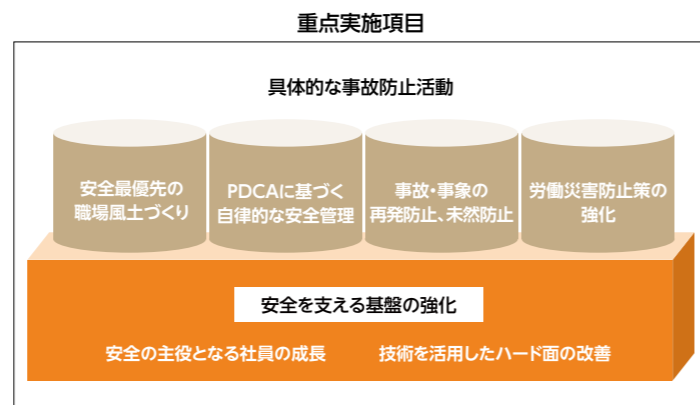 重点実施項目
具体的な事故防止活動
安全最優先の
職場風土づくり
PDCAに基づく
自律的な安全管理
事故・事象の
再発防止、未然防止
労働災害防止策の
強化
安全を支える基盤の強化
安全の主役となる社員の成長
技術を活用したハード面の改善